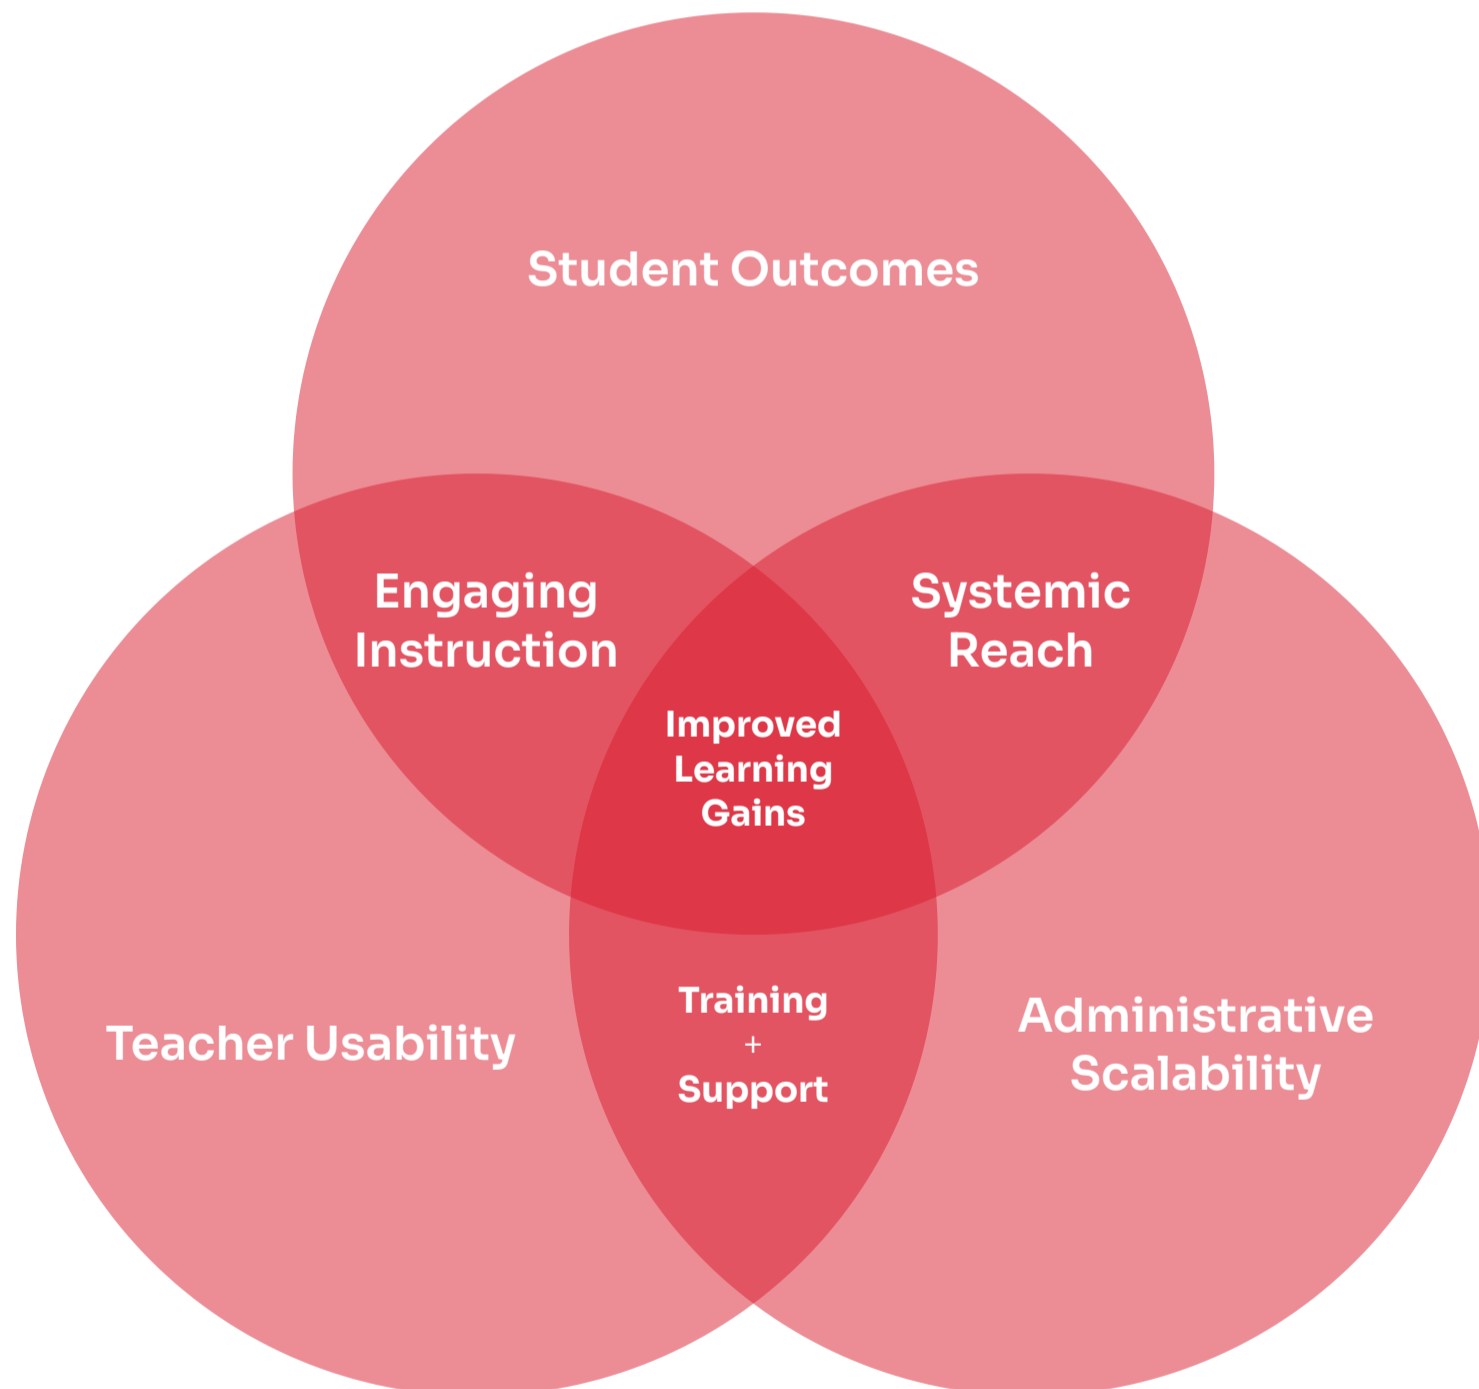 Student Outcomes
Engaging
Instruction
Systemic
Reach
Improved
Learning
Gains
Teacher Usability
Training
+
Support
Administrative
Scalability